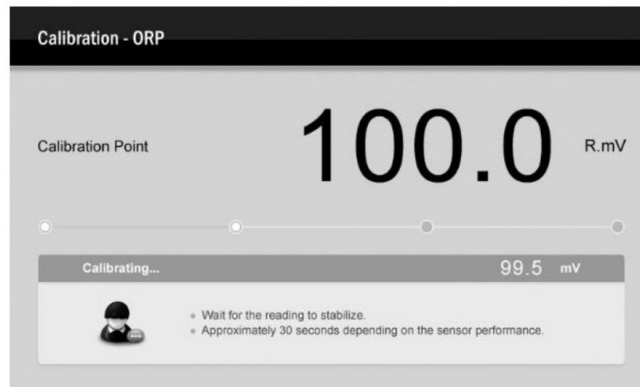 Calibration - ORP
Calibration Point 100.0 R.mV
Calibrating... 99.5 mV
Wait for the reading to stabilize.
Approximately 30 seconds depending on the sensor performance.